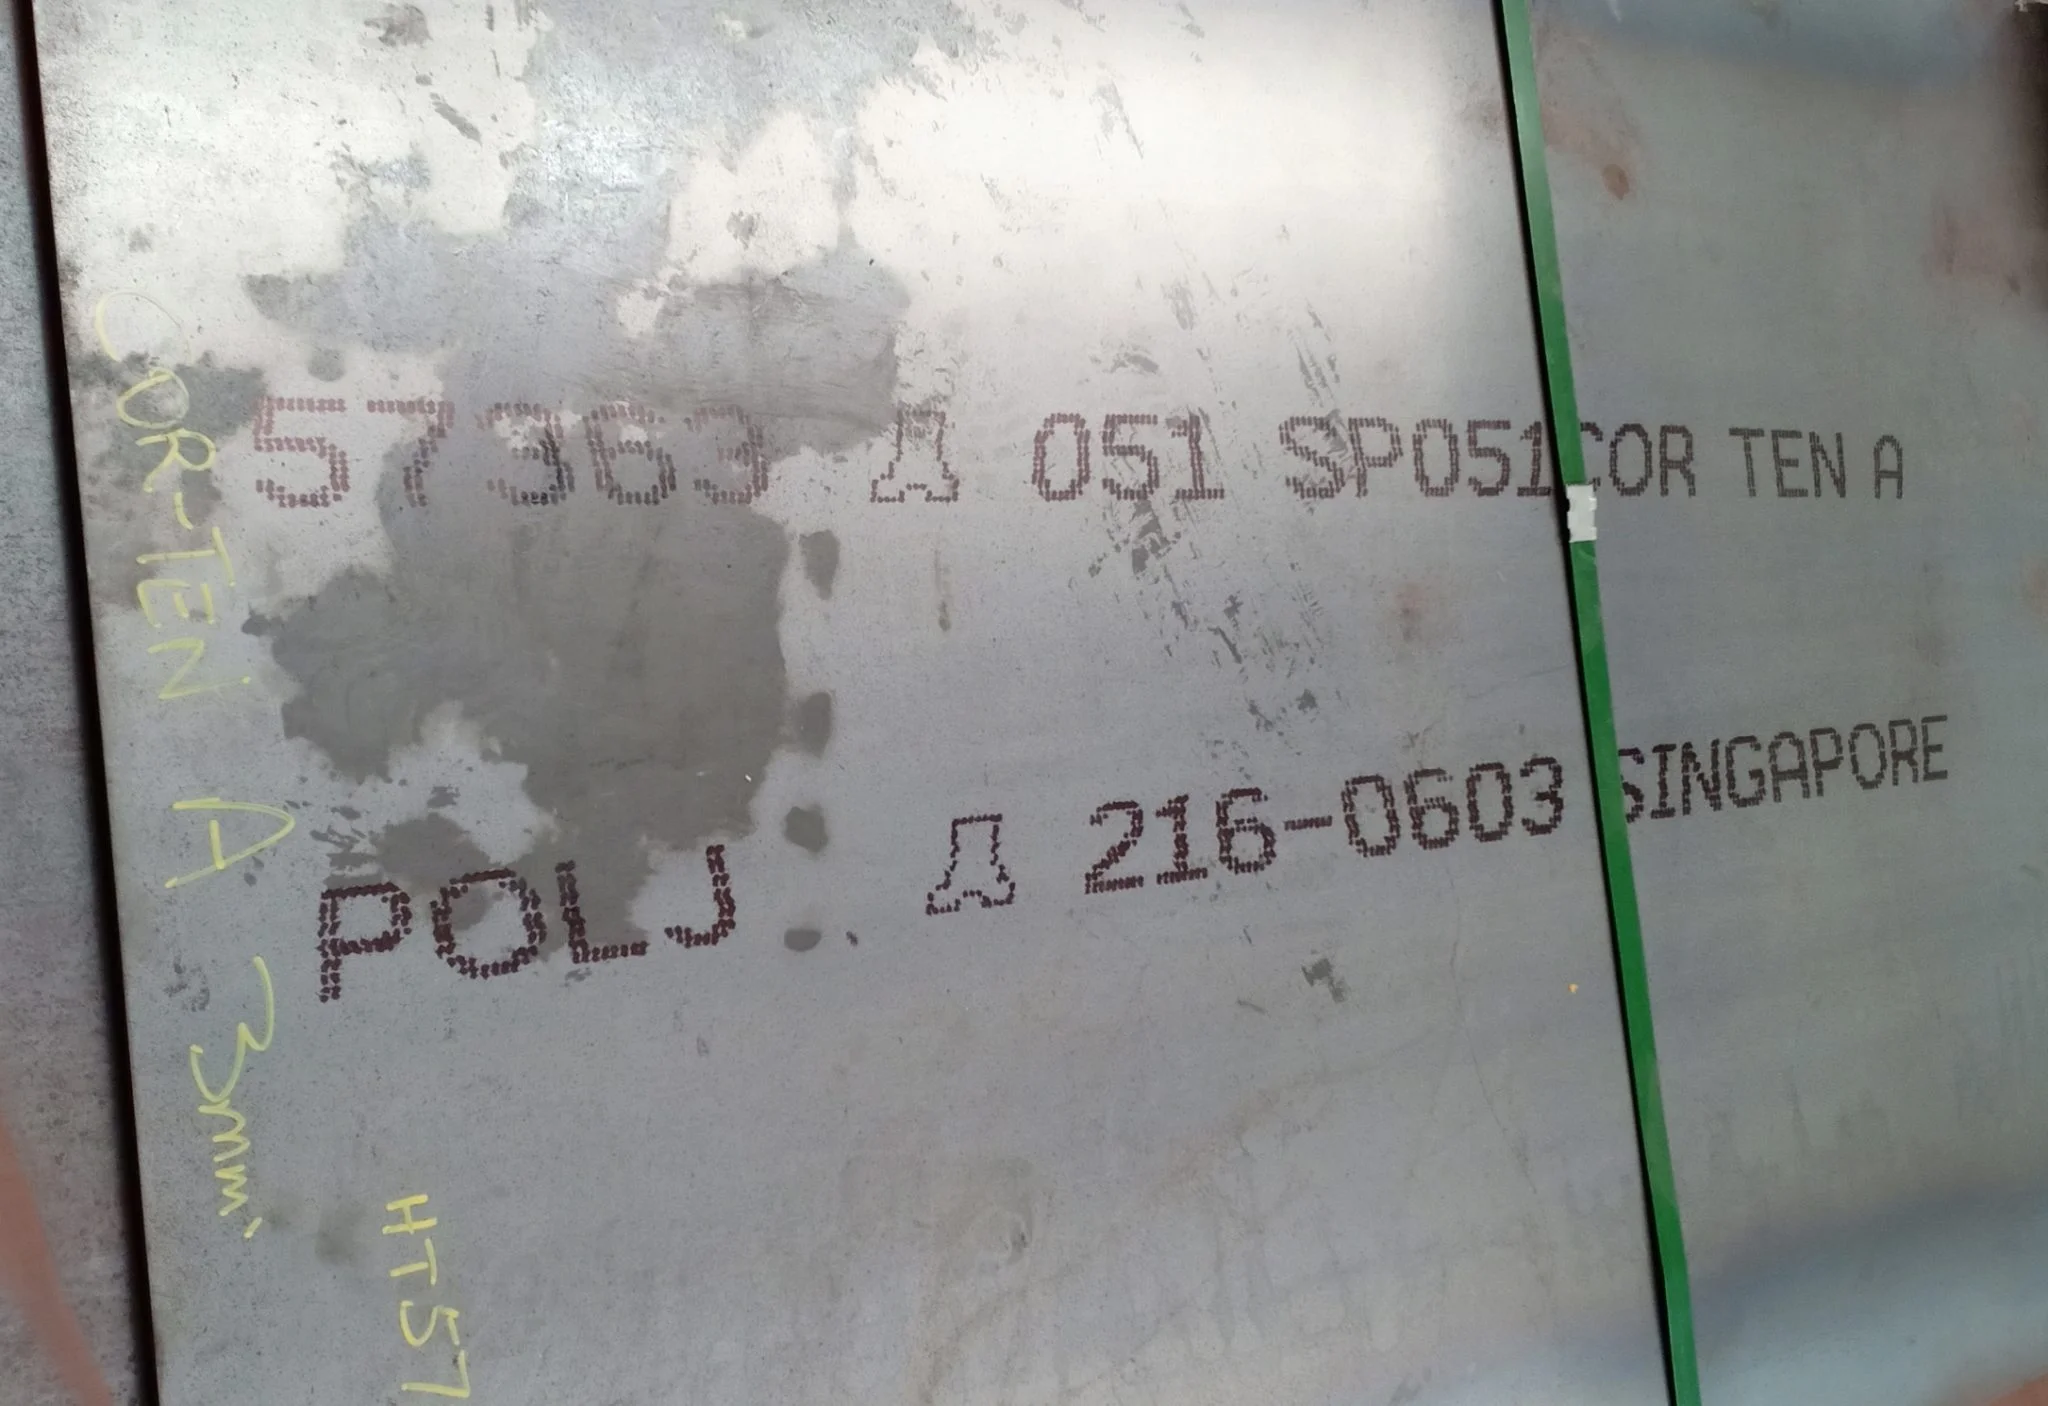 57363 Д 051 SP051COR TEN A
POLJ Д 216-0603 SINGAPORE
COR-TEN A 3mm
HT57